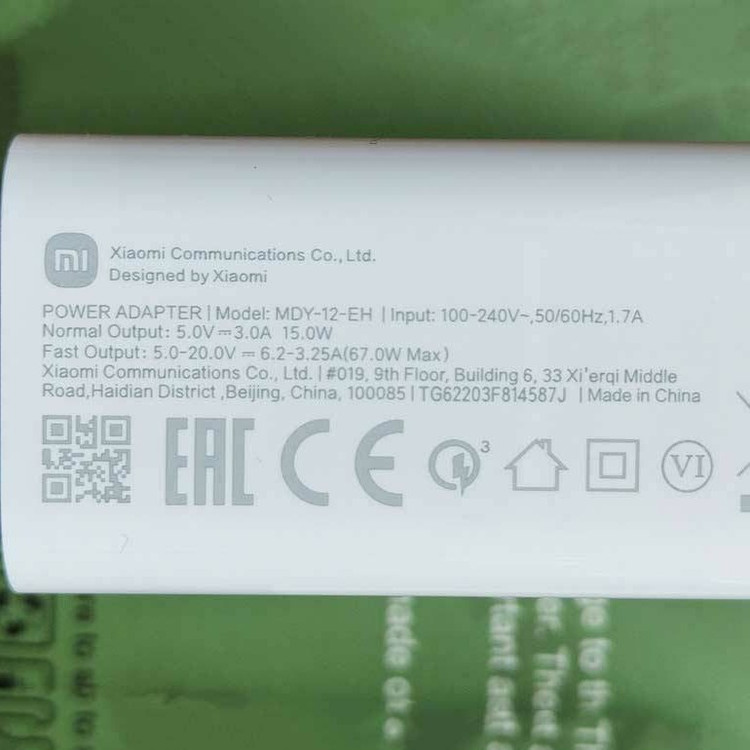 mi
Xiaomi Communications Co., Ltd.
Designed by Xiaomi
POWER ADAPTER | Model: MDY-12-EH | Input: 100-240V~,50/60Hz,1.7A
Normal Output: 5.0V⎓3.0A 15.0W
Fast Output: 5.0-20.0V ⎓ 6.2-3.25A(67.0W Max)
Xiaomi Communications Co., Ltd. | #019, 9th Floor, Building 6, 33 Xi'erqi Middle
Road,Haidian District ,Beijing, China, 100085 | TG62203F814587J | Made in China
EAC CE 3 VI